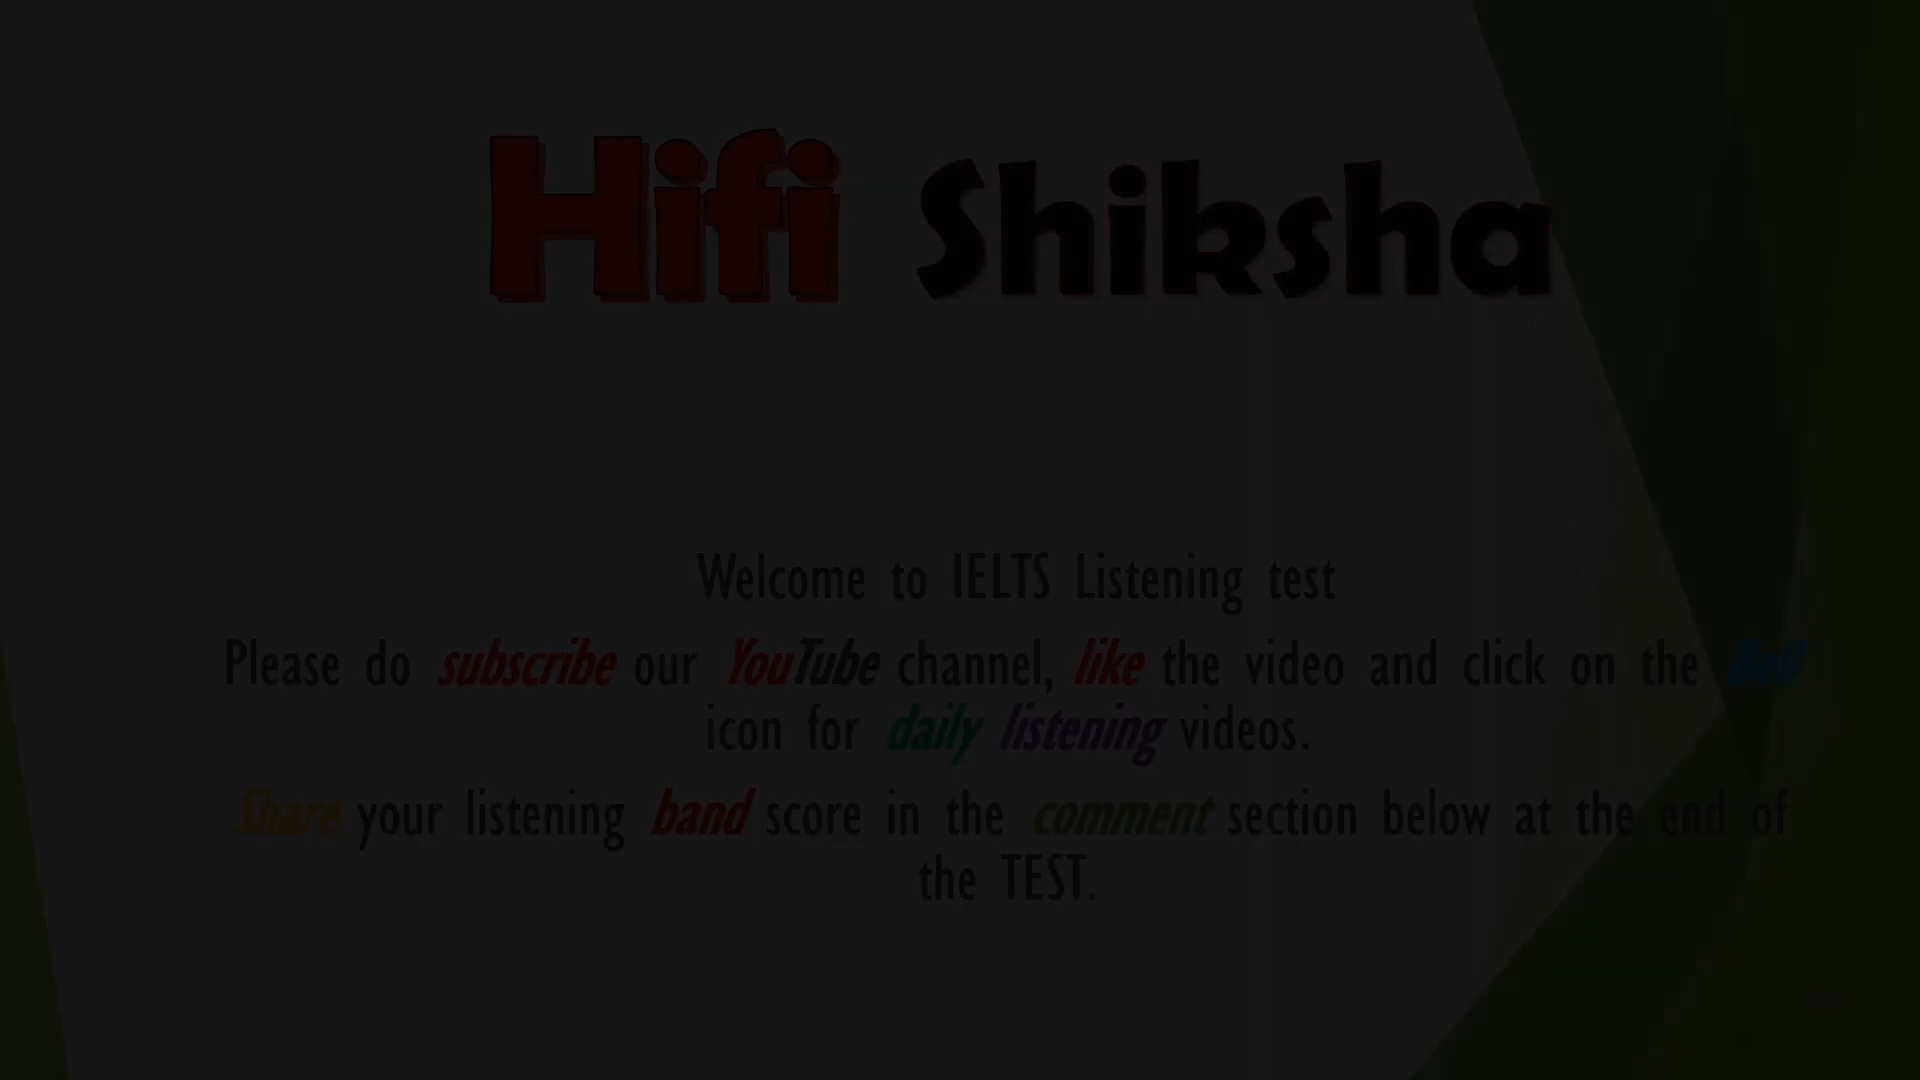 Hifi Shiksha
Welcome to IELTS Listening test
Please do subscribe our YouTube channel, like the video and click on the Bell
icon for daily listening videos.
Share your listening band score in the comment section below at the end of
the TEST.